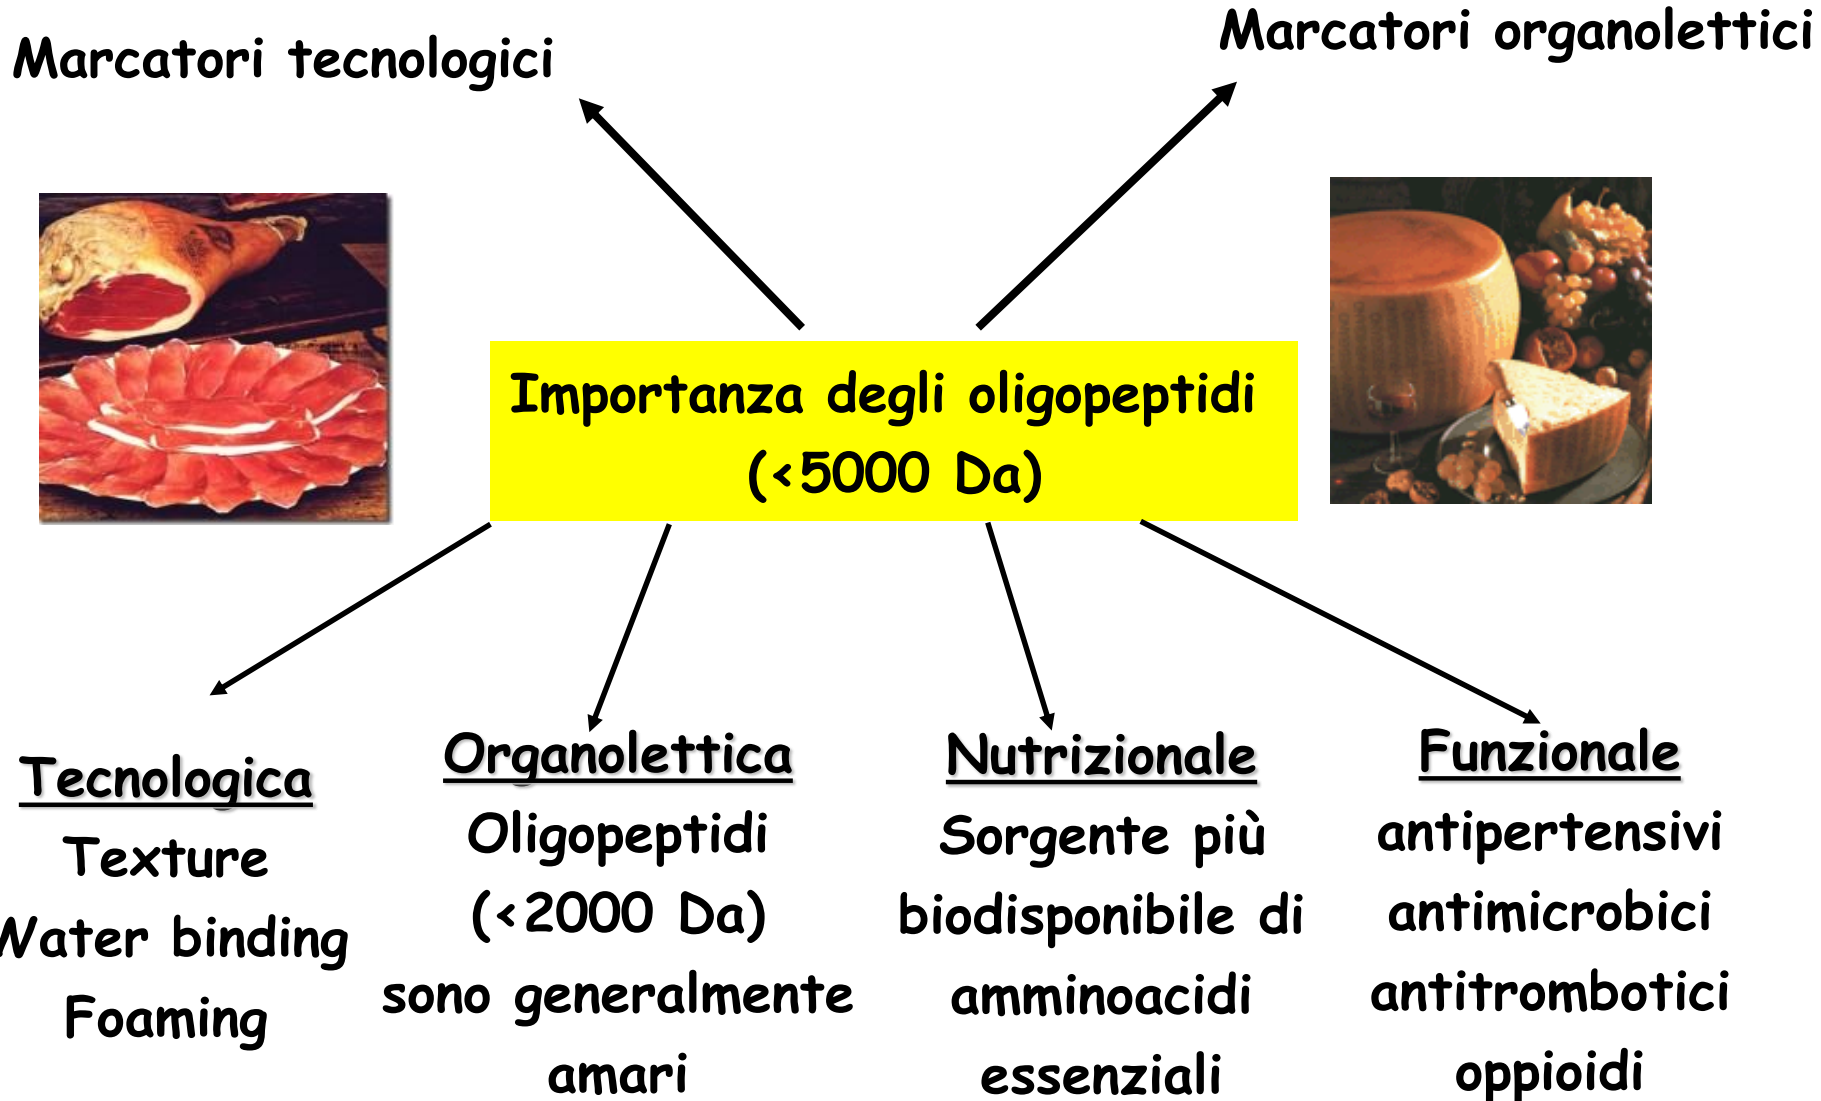 Marcatori tecnologici
Marcatori organolettici
Importanza degli oligopeptidi
(<5000 Da)
Tecnologica
Texture
Water binding
Foaming
Organolettica
Oligopeptidi
(<2000 Da)
sono generalmente
amari
Nutrizionale
Sorgente più
biodisponibile di
amminoacidi
essenziali
Funzionale
antipertensivi
antimicrobici
antitrombotici
oppioidi